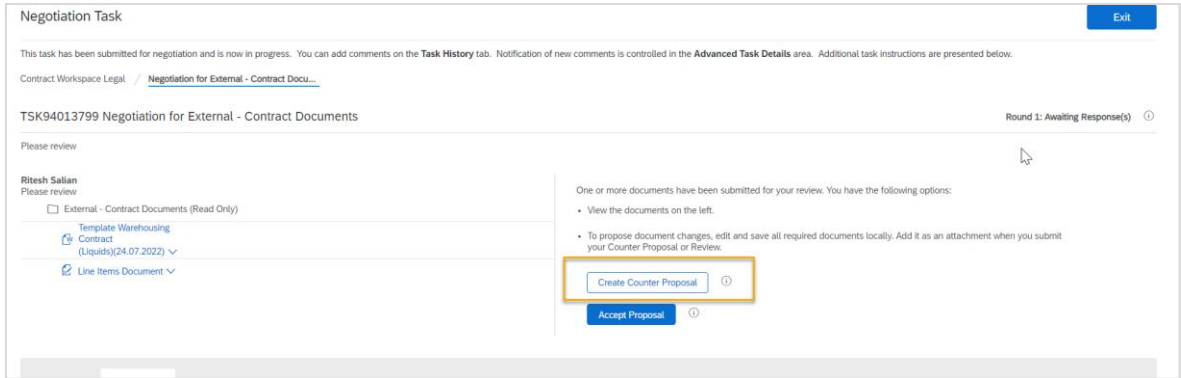 Negotiation Task
Exit
This task has been submitted for negotiation and is now in progress. You can add comments on the Task History tab. Notification of new comments is controlled in the Advanced Task Details area. Additional task instructions are presented below.
Contract Workspace Legal / Negotiation for External - Contract Docu...
TSK94013799 Negotiation for External - Contract Documents
Round 1: Awaiting Response(s)
Please review
Ritesh Salian
Please review
External - Contract Documents (Read Only)
Template Warehousing
Contract
(Liquids)(24.07.2022)
Line Items Document
One or more documents have been submitted for your review. You have the following options:
• View the documents on the left.
• To propose document changes, edit and save all required documents locally. Add it as an attachment when you submit
your Counter Proposal or Review.
Create Counter Proposal
Accept Proposal